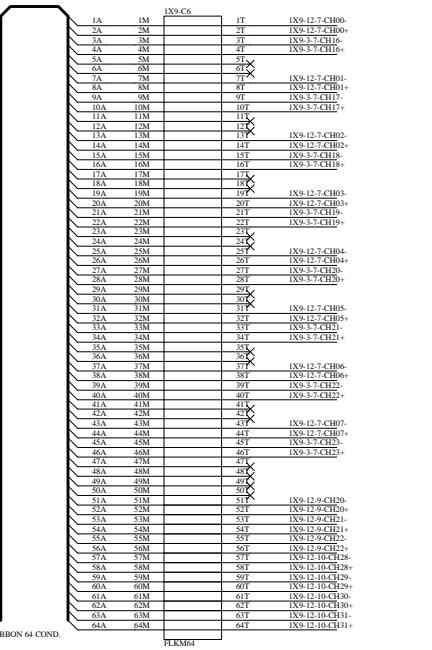 1X9-C6
1A 1M 1T 1X9-12-7-CH00-
2A 2M 2T 1X9-12-7-CH00+
3A 3M 3T 1X9-3-7-CH16-
4A 4M 4T 1X9-3-7-CH16+
5A 5M 5T
6A 6M 6T
7A 7M 7T 1X9-12-7-CH01-
8A 8M 8T 1X9-12-7-CH01+
9A 9M 9T 1X9-3-7-CH17-
10A 10M 10T 1X9-3-7-CH17+
11A 11M 11T
12A 12M 12T
13A 13M 13T 1X9-12-7-CH02-
14A 14M 14T 1X9-12-7-CH02+
15A 15M 15T 1X9-3-7-CH18-
16A 16M 16T 1X9-3-7-CH18+
17A 17M 17T
18A 18M 18T
19A 19M 19T 1X9-12-7-CH03-
20A 20M 20T 1X9-12-7-CH03+
21A 21M 21T 1X9-3-7-CH19-
22A 22M 22T 1X9-3-7-CH19+
23A 23M 23T
24A 24M 24T
25A 25M 25T 1X9-12-7-CH04-
26A 26M 26T 1X9-12-7-CH04+
27A 27M 27T 1X9-3-7-CH20-
28A 28M 28T 1X9-3-7-CH20+
29A 29M 29T
30A 30M 30T
31A 31M 31T 1X9-12-7-CH05-
32A 32M 32T 1X9-12-7-CH05+
33A 33M 33T 1X9-3-7-CH21-
34A 34M 34T 1X9-3-7-CH21+
35A 35M 35T
36A 36M 36T
37A 37M 37T 1X9-12-7-CH06-
38A 38M 38T 1X9-12-7-CH06+
39A 39M 39T 1X9-3-7-CH22-
40A 40M 40T 1X9-3-7-CH22+
41A 41M 41T
42A 42M 42T
43A 43M 43T 1X9-12-7-CH07-
44A 44M 44T 1X9-12-7-CH07+
45A 45M 45T 1X9-3-7-CH23-
46A 46M 46T 1X9-3-7-CH23+
47A 47M 47T
48A 48M 48T
49A 49M 49T
50A 50M 50T
51A 51M 51T 1X9-12-9-CH20-
52A 52M 52T 1X9-12-9-CH20+
53A 53M 53T 1X9-12-9-CH21-
54A 54M 54T 1X9-12-9-CH21+
55A 55M 55T 1X9-12-9-CH22-
56A 56M 56T 1X9-12-9-CH22+
57A 57M 57T 1X9-12-10-CH28-
58A 58M 58T 1X9-12-10-CH28+
59A 59M 59T 1X9-12-10-CH29-
60A 60M 60T 1X9-12-10-CH29+
61A 61M 61T 1X9-12-10-CH30-
62A 62M 62T 1X9-12-10-CH30+
63A 63M 63T 1X9-12-10-CH31-
64A 64M 64T 1X9-12-10-CH31+
BBON 64 COND.
FLKM64